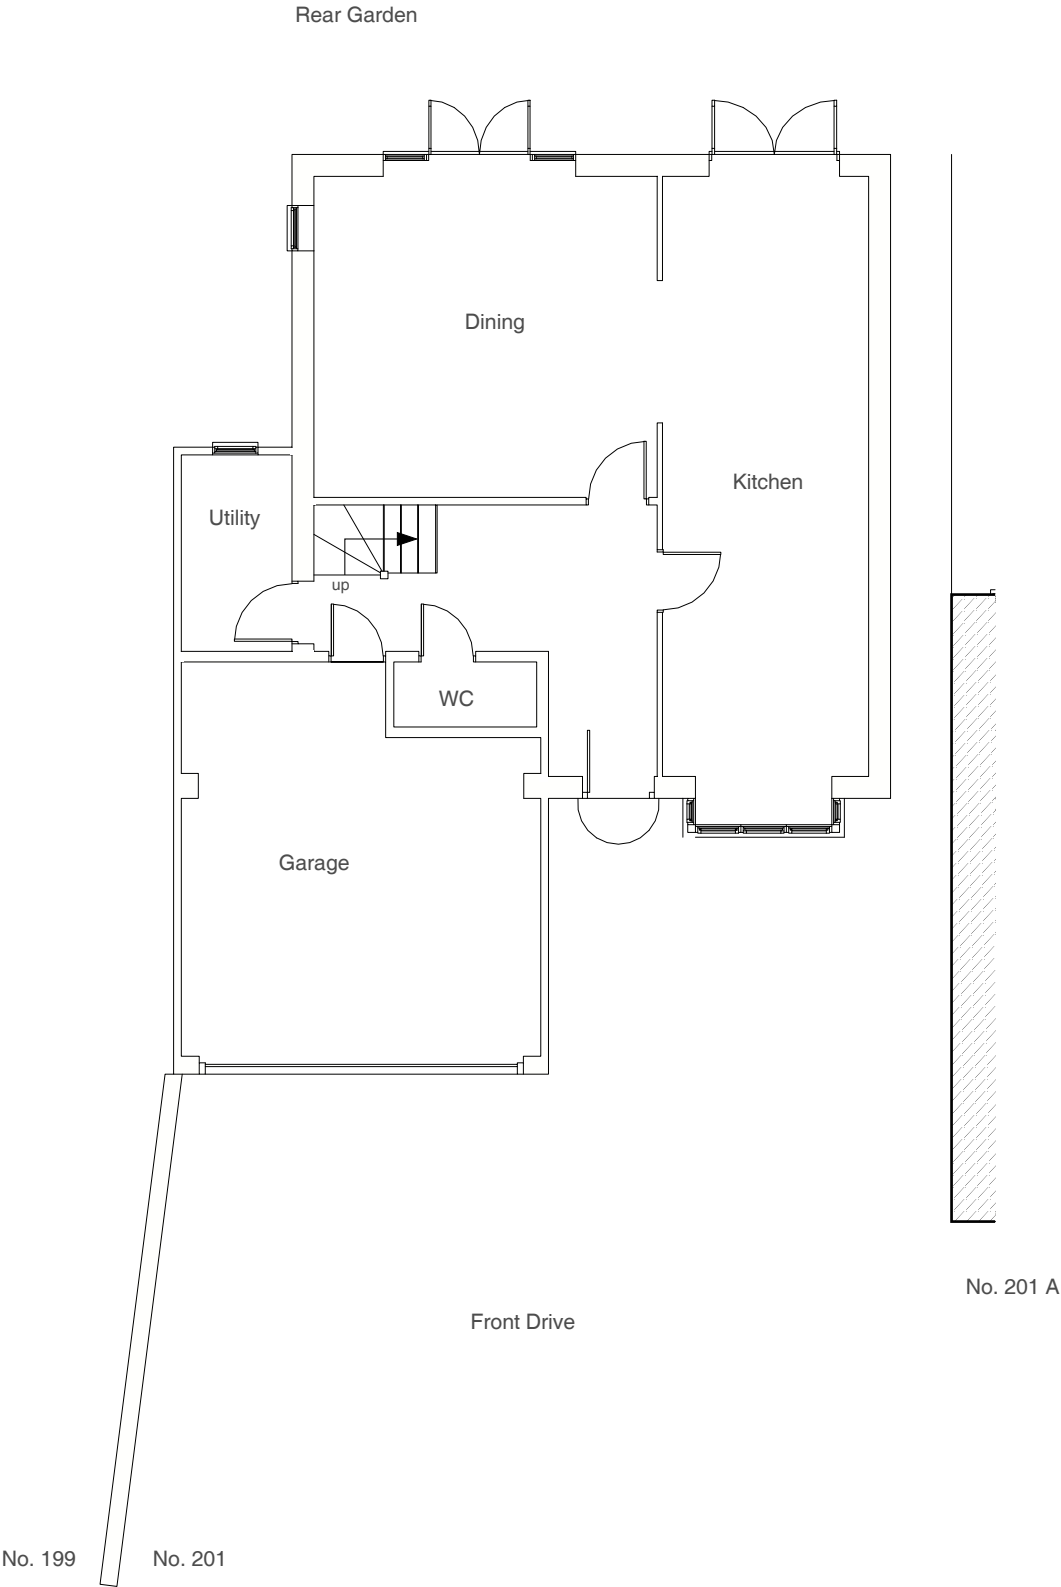 Rear Garden
Dining
Kitchen
Utility
up
WC
Garage
No. 201 A
Front Drive
No. 199
No. 201